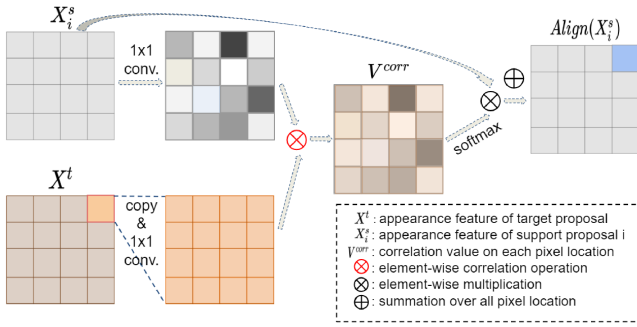 X_i^s
1x1
conv.
V^corr
Align(X_i^s)
softmax
X^t
copy
&
1x1
conv.
X^t : appearance feature of target proposal
X_i^s : appearance feature of support proposal i
V^corr : correlation value on each pixel location
⊗ : element-wise correlation operation
⊗ : element-wise multiplication
⊕ : summation over all pixel location